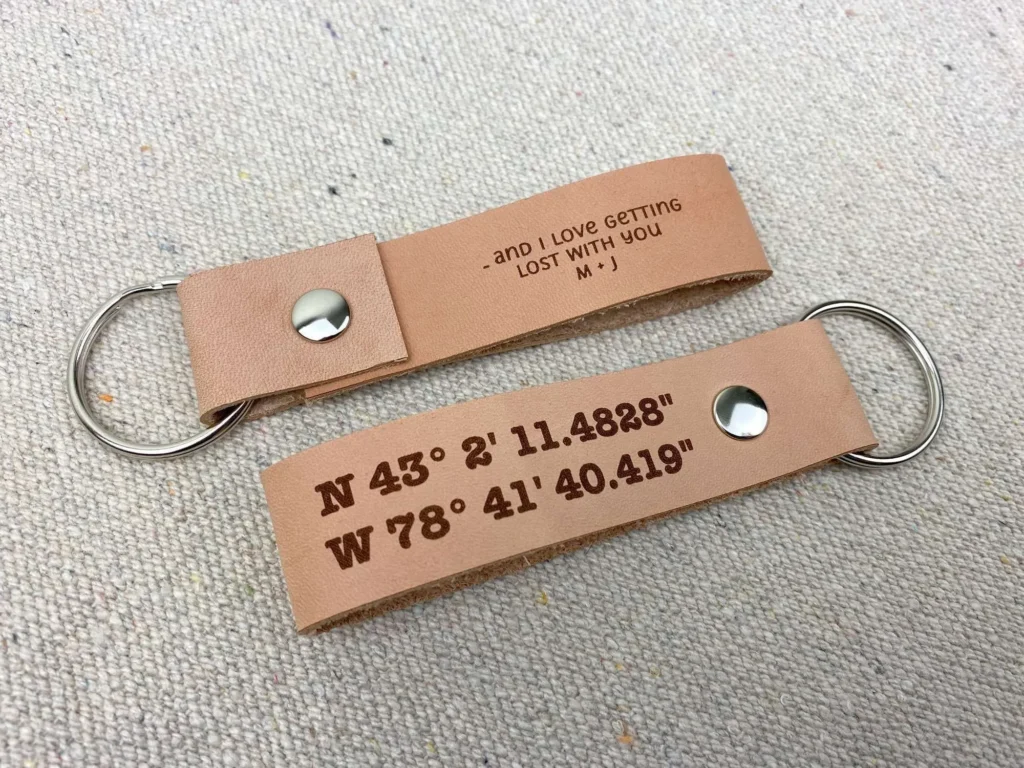 - and I LOVE GETTING
LOST WITH YOU
M + J
N 43° 2' 11.4828"
W 78° 41' 40.419"